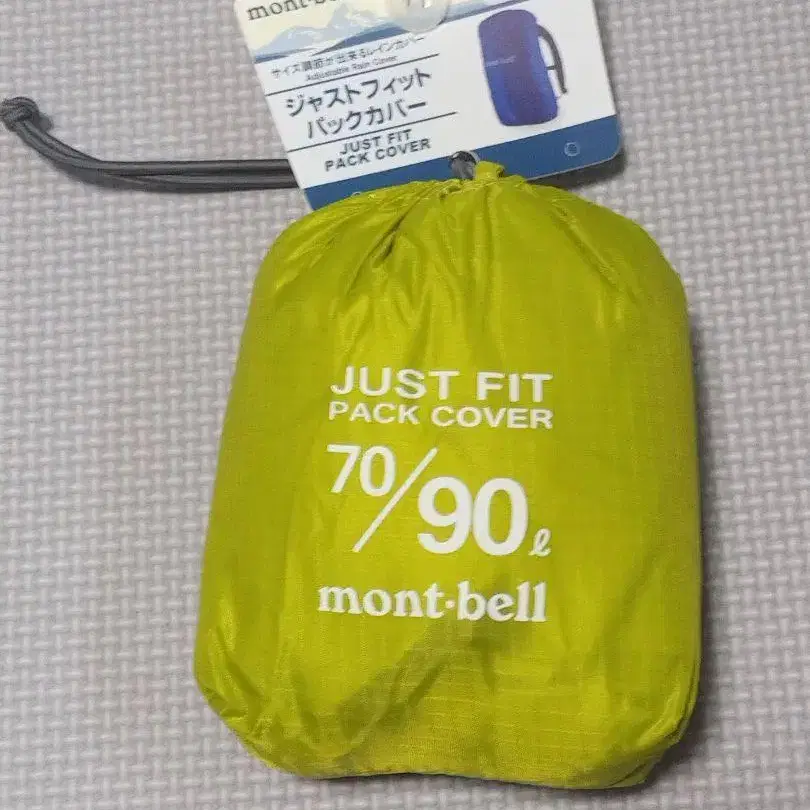 mont-be
サイズ調節が出来るレインカバー
Adjustable Rain Cover
ジャストフィット
パックカバー
JUST FIT
PACK COVER
JUST FIT
PACK COVER
70/90ℓ
mont-bell